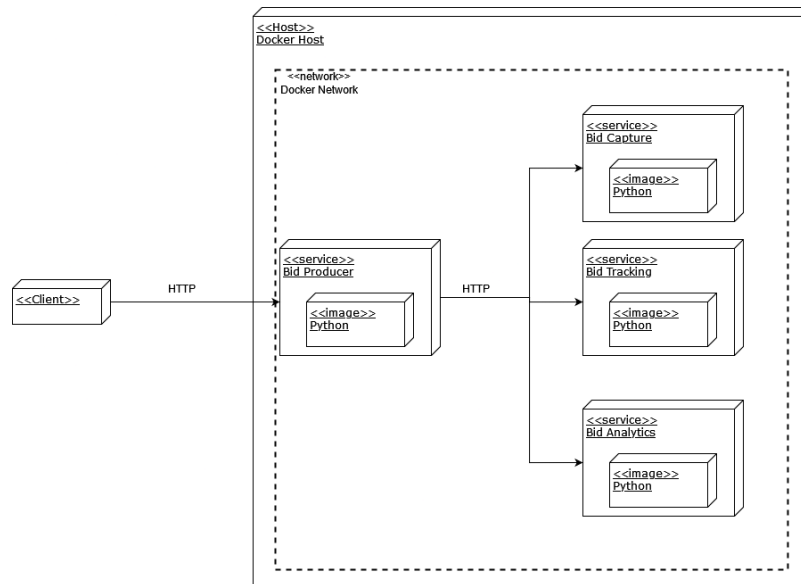 <<Host>>
Docker Host
<<network>>
Docker Network
<<service>>
Bid Capture
<<image>>
Python
<<service>>
Bid Producer
<<image>>
Python
<<service>>
Bid Tracking
<<image>>
Python
<<Client>>
HTTP
HTTP
<<service>>
Bid Analytics
<<image>>
Python